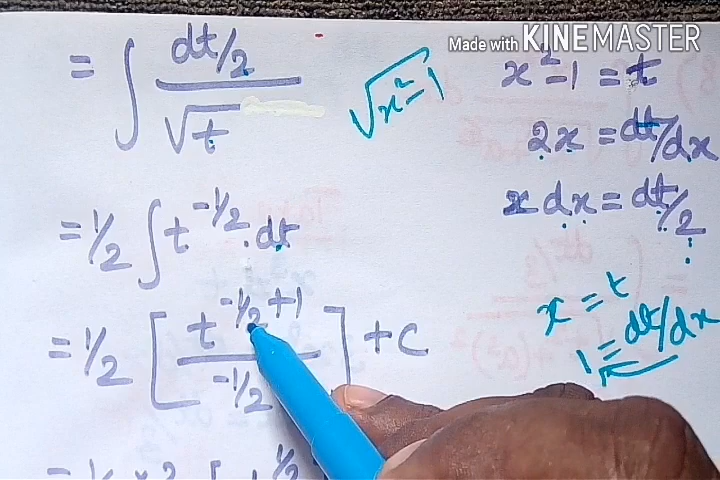 Made with KINEMASTER
= ∫ dt/2 / √t
√x²-1
x²-1 = t
2x = dt/dx
x dx = dt/2
= 1/2 ∫ t^-1/2 . dt
x = t
1 = dt/dx
= 1/2 [ t^-1/2+1 / -1/2 ] + C